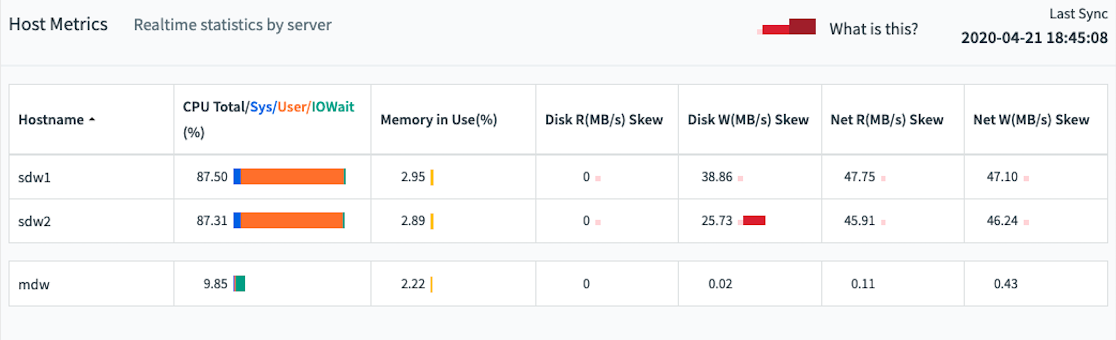 Host Metrics Realtime statistics by server What is this? Last Sync
2020-04-21 18:45:08
Hostname CPU Total/Sys/User/IOWait (%) Memory in Use(%) Disk R(MB/s) Skew Disk W(MB/s) Skew Net R(MB/s) Skew Net W(MB/s) Skew
sdw1 87.50 2.95 0 38.86 47.75 47.10
sdw2 87.31 2.89 0 25.73 45.91 46.24
mdw 9.85 2.22 0 0.02 0.11 0.43